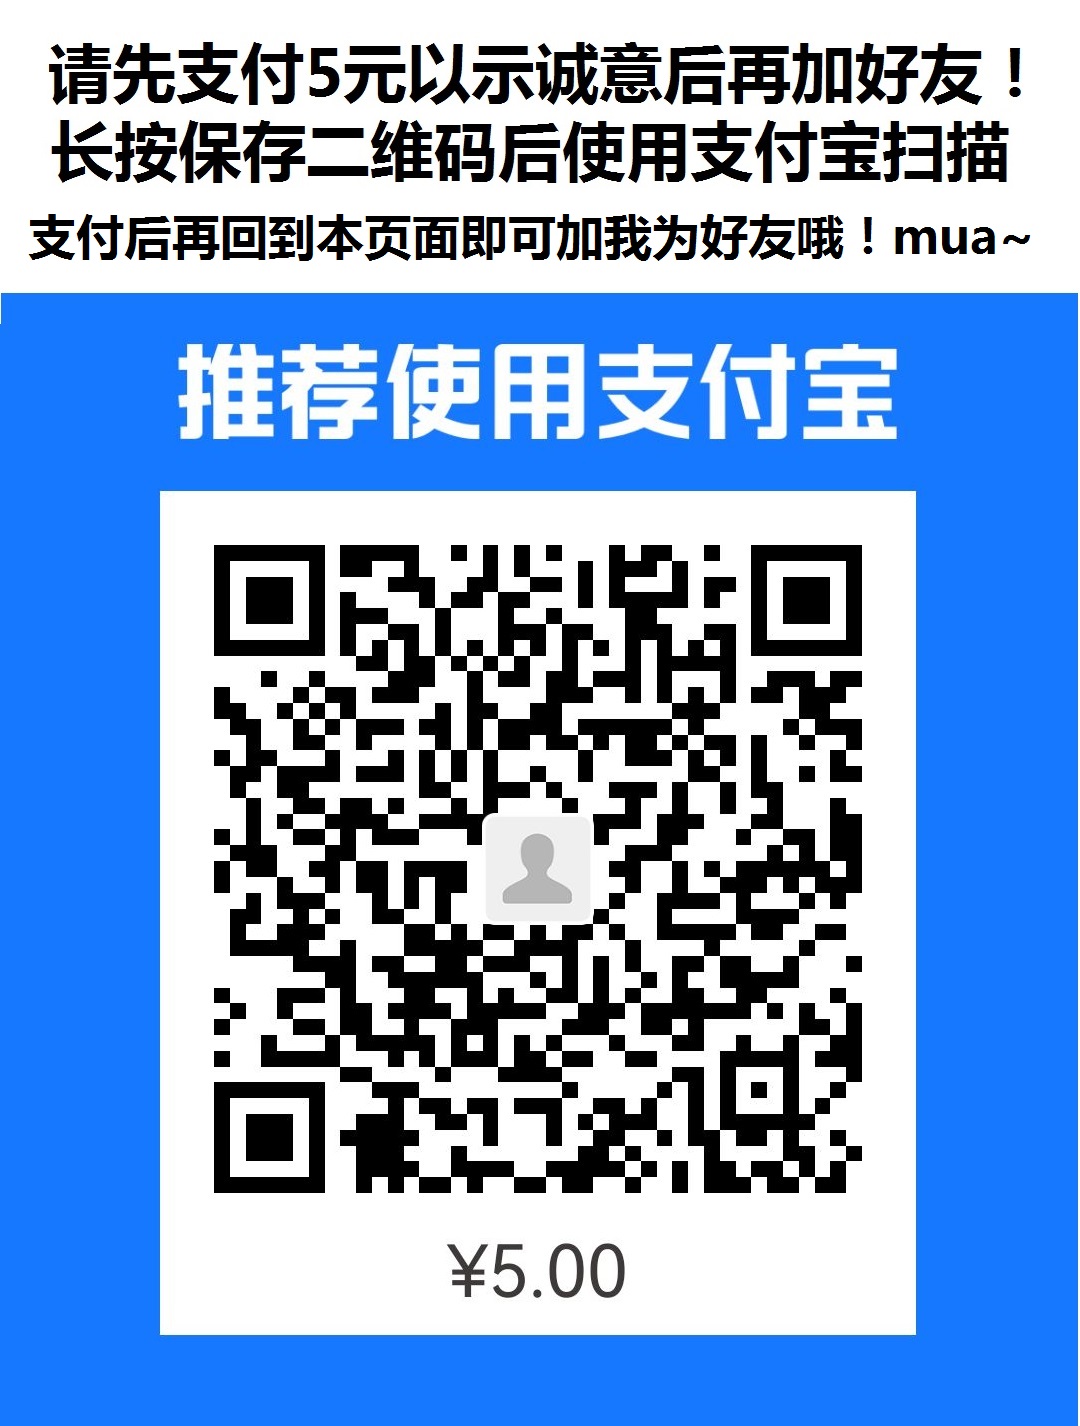 请先支付5元以示诚意后再加好友！
长按保存二维码后使用支付宝扫描
支付后再回到本页面即可加我为好友哦！mua~
推荐使用支付宝
¥5.00